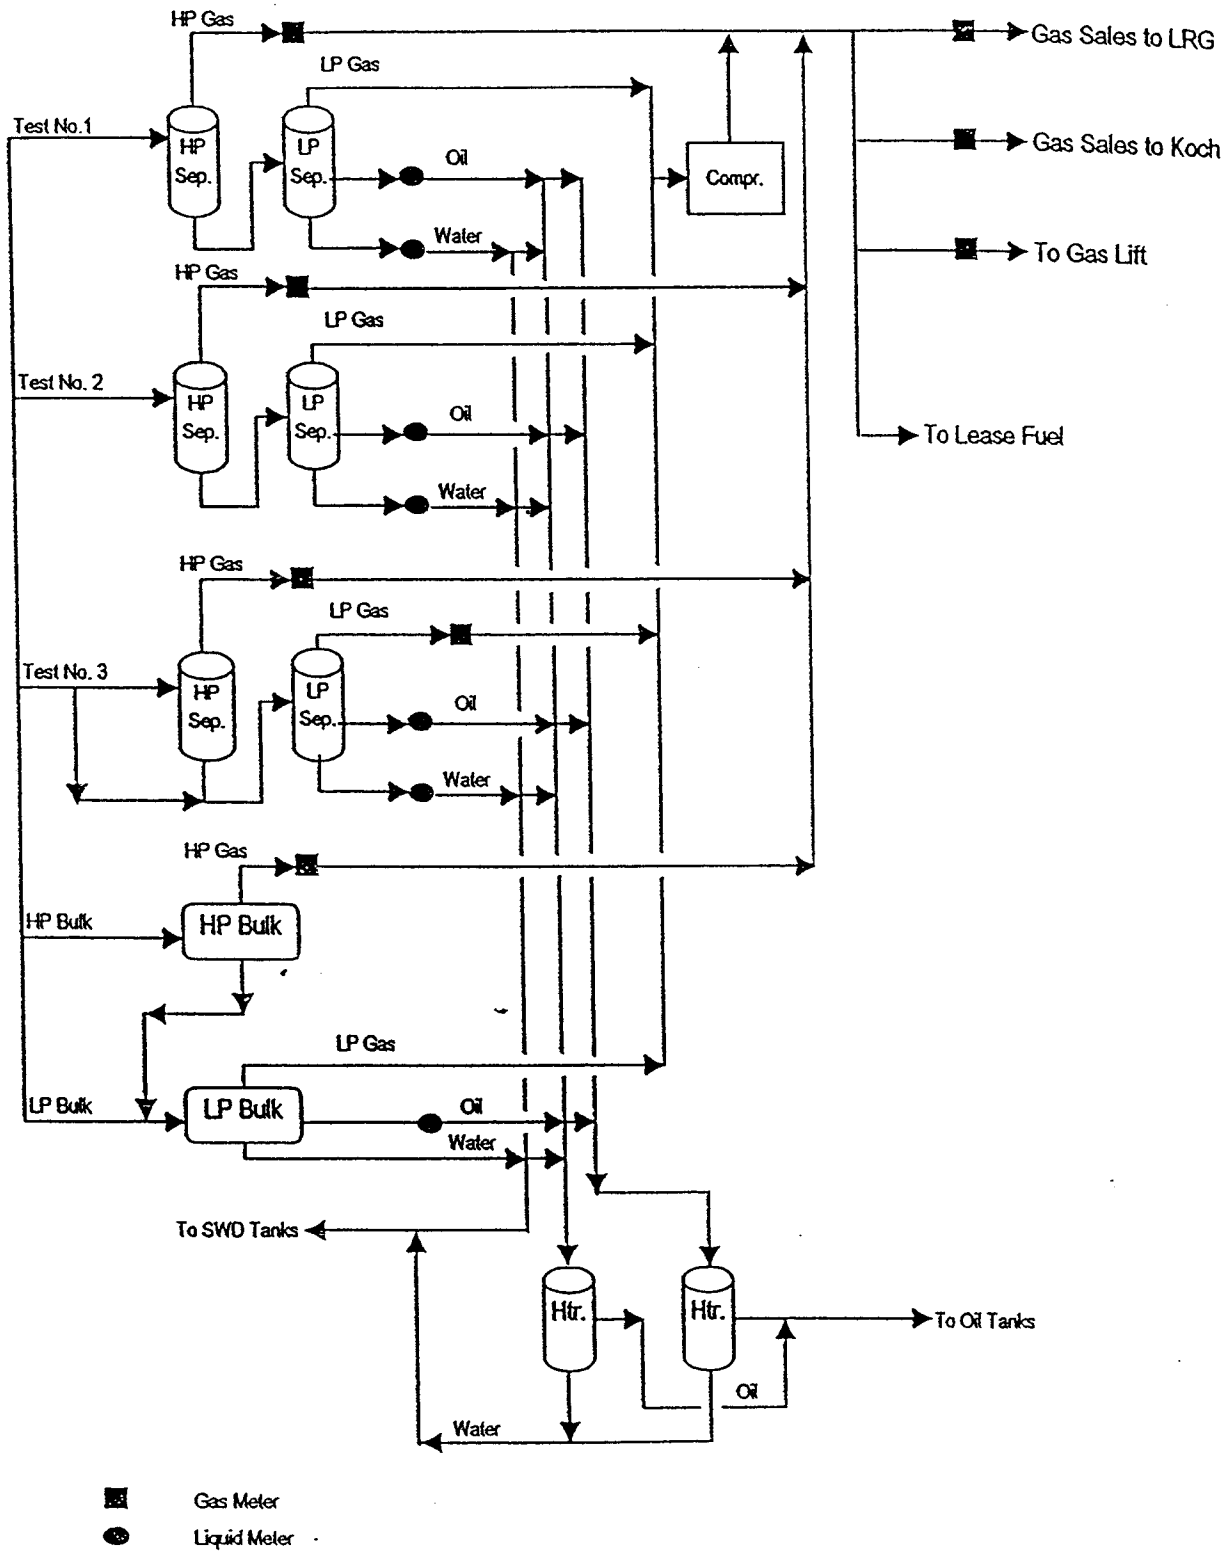 HP Gas
Gas Sales to LRG
LP Gas
Test No.1
HP
Sep.
LP
Sep.
Oil
Compr.
Gas Sales to Koch
Water
To Gas Lift
HP Gas
LP Gas
Test No. 2
HP
Sep.
LP
Sep.
Oil
To Lease Fuel
Water
HP Gas
LP Gas
Test No. 3
HP
Sep.
LP
Sep.
Oil
Water
HP Gas
HP Bulk
HP Bulk
LP Gas
LP Bulk
LP Bulk
Oil
Water
To SWD Tanks
Htr.
Htr.
To Oil Tanks
Oil
Water
Gas Meter
Liquid Meter